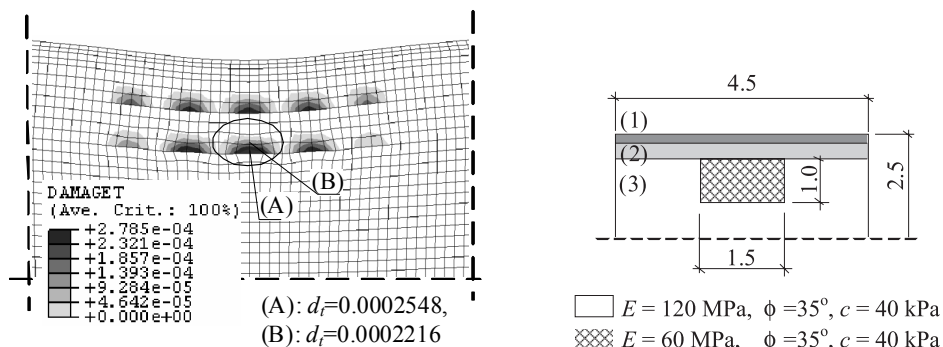 (B)
(A)
DAMAGET
(Ave. Crit.: 100%)
+2.785e-04
+2.321e-04
+1.857e-04
+1.393e-04
+9.284e-05
+4.642e-05
+0.000e+00
(A): dₜ=0.0002548,
(B): dₜ=0.0002216
4.5
(1)
(2)
(3)
1.0
2.5
1.5
E = 120 MPa, ϕ =35°, c = 40 kPa
E = 60 MPa, ϕ =35°, c = 40 kPa